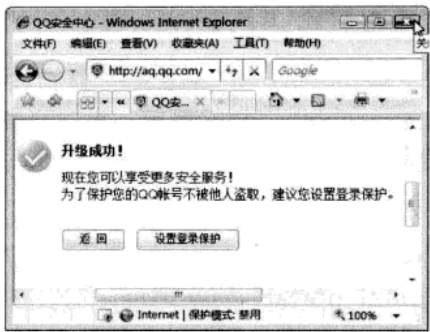 QQ安全中心 - Windows Internet Explorer
文件(F) 编辑(E) 查看(V) 收藏夹(A) 工具(T) 帮助(H)
关
http://aq.qq.com/
Google
QQ安...
升级成功!
现在您可以享受更多安全服务!
为了保护您的QQ帐号不被他人盗取,建议您设置登录保护。
返 回 设置登录保护
Internet | 保护模式: 禁用 100%